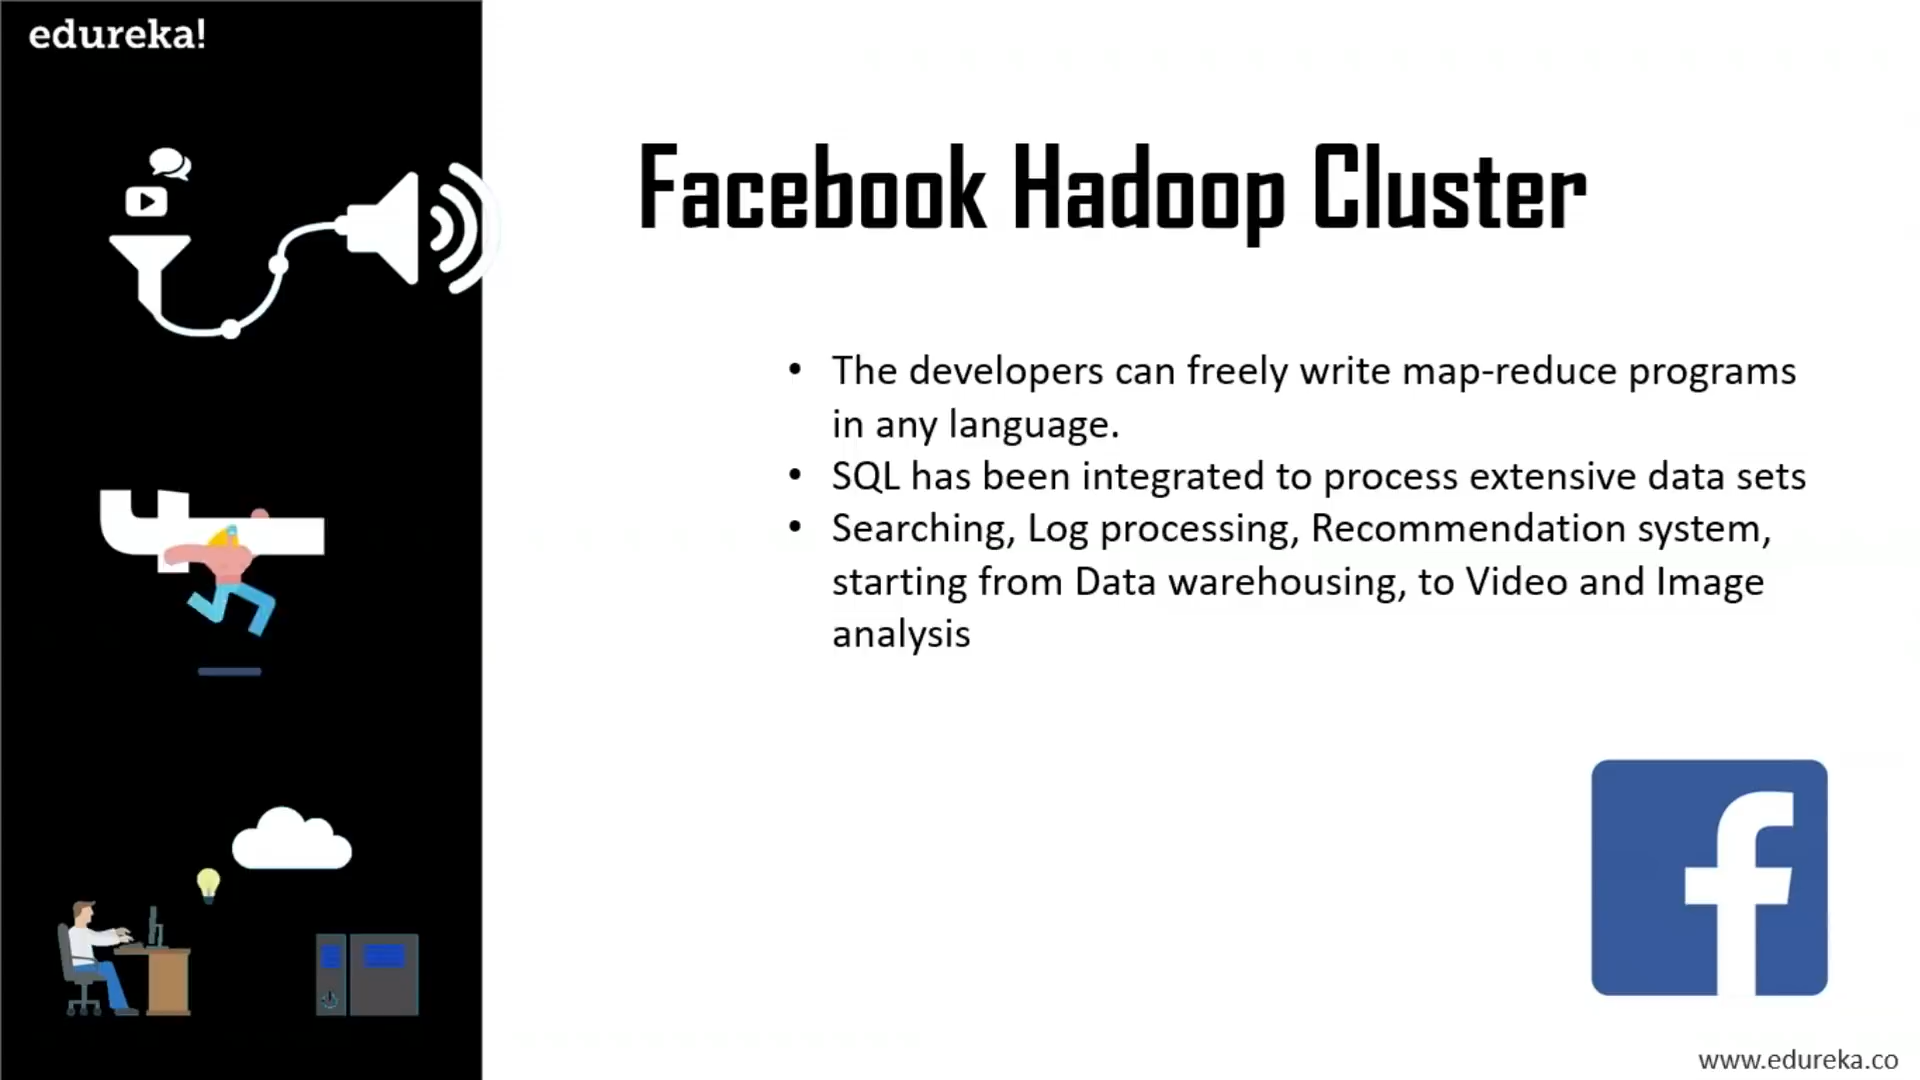 edureka!
Facebook Hadoop Cluster
• The developers can freely write map-reduce programs
in any language.
• SQL has been integrated to process extensive data sets
• Searching, Log processing, Recommendation system,
starting from Data warehousing, to Video and Image
analysis
f
www.edureka.co